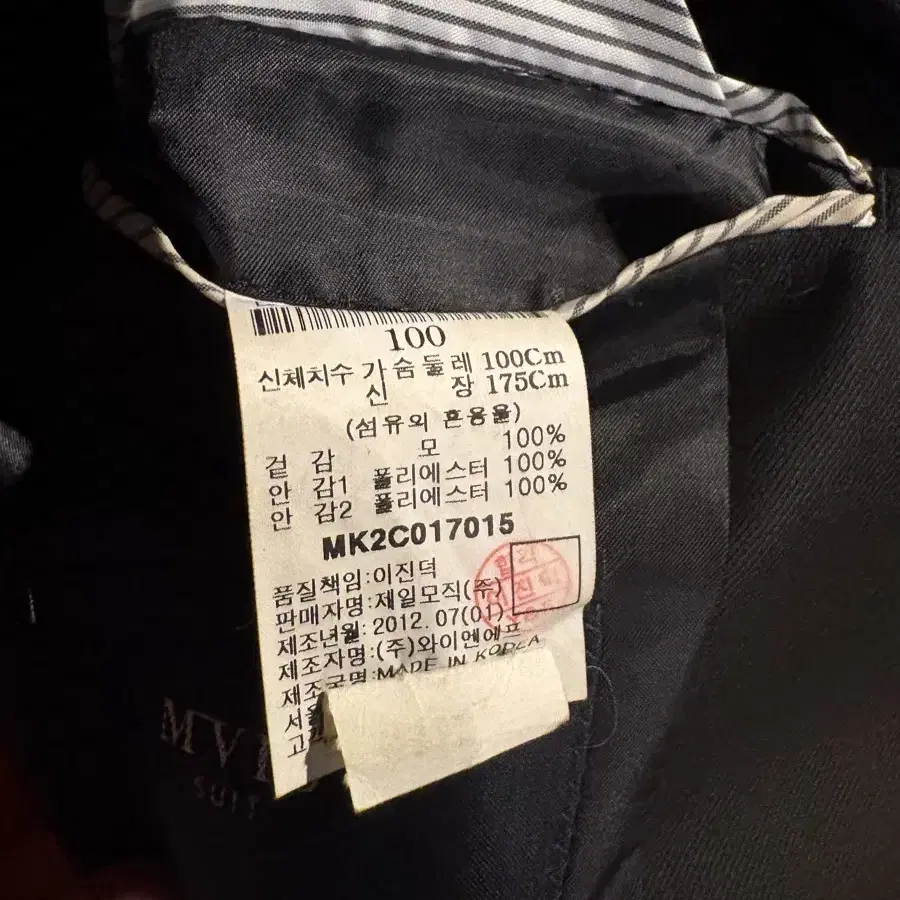 100
신체치수 가슴둘레 100Cm
신 장 175Cm
(섬유의 혼용율)
겉 감 모 100%
안 감1 폴리에스터 100%
안 감2 폴리에스터 100%
MK2C017015
품질책임:이진덕
판매자명:제일모직(주)
제조년월:2012.07(01)
제조자명:(주)와이엔에프
제조국명:MADE IN KOREA
SUIT